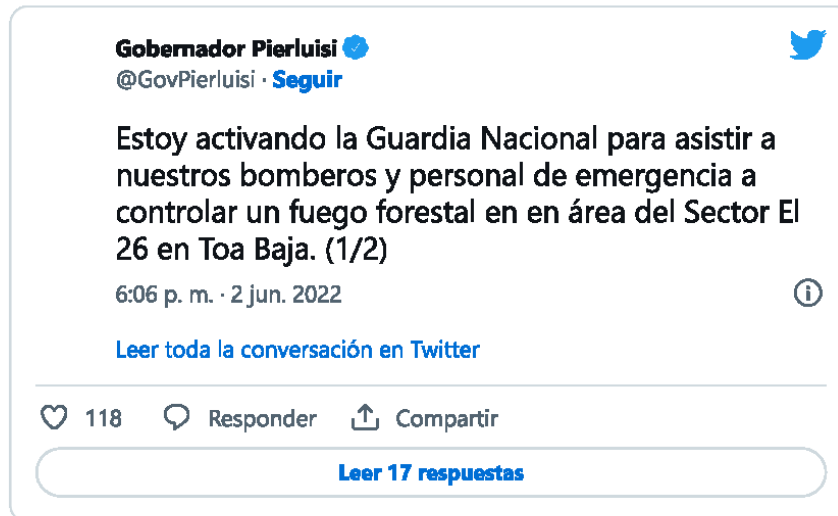 Gobernador Pierluisi
@GovPierluisi · Seguir
Estoy activando la Guardia Nacional para asistir a
nuestros bomberos y personal de emergencia a
controlar un fuego forestal en en área del Sector El
26 en Toa Baja. (1/2)
6:06 p. m. · 2 jun. 2022
Leer toda la conversación en Twitter
118 Responder Compartir
Leer 17 respuestas